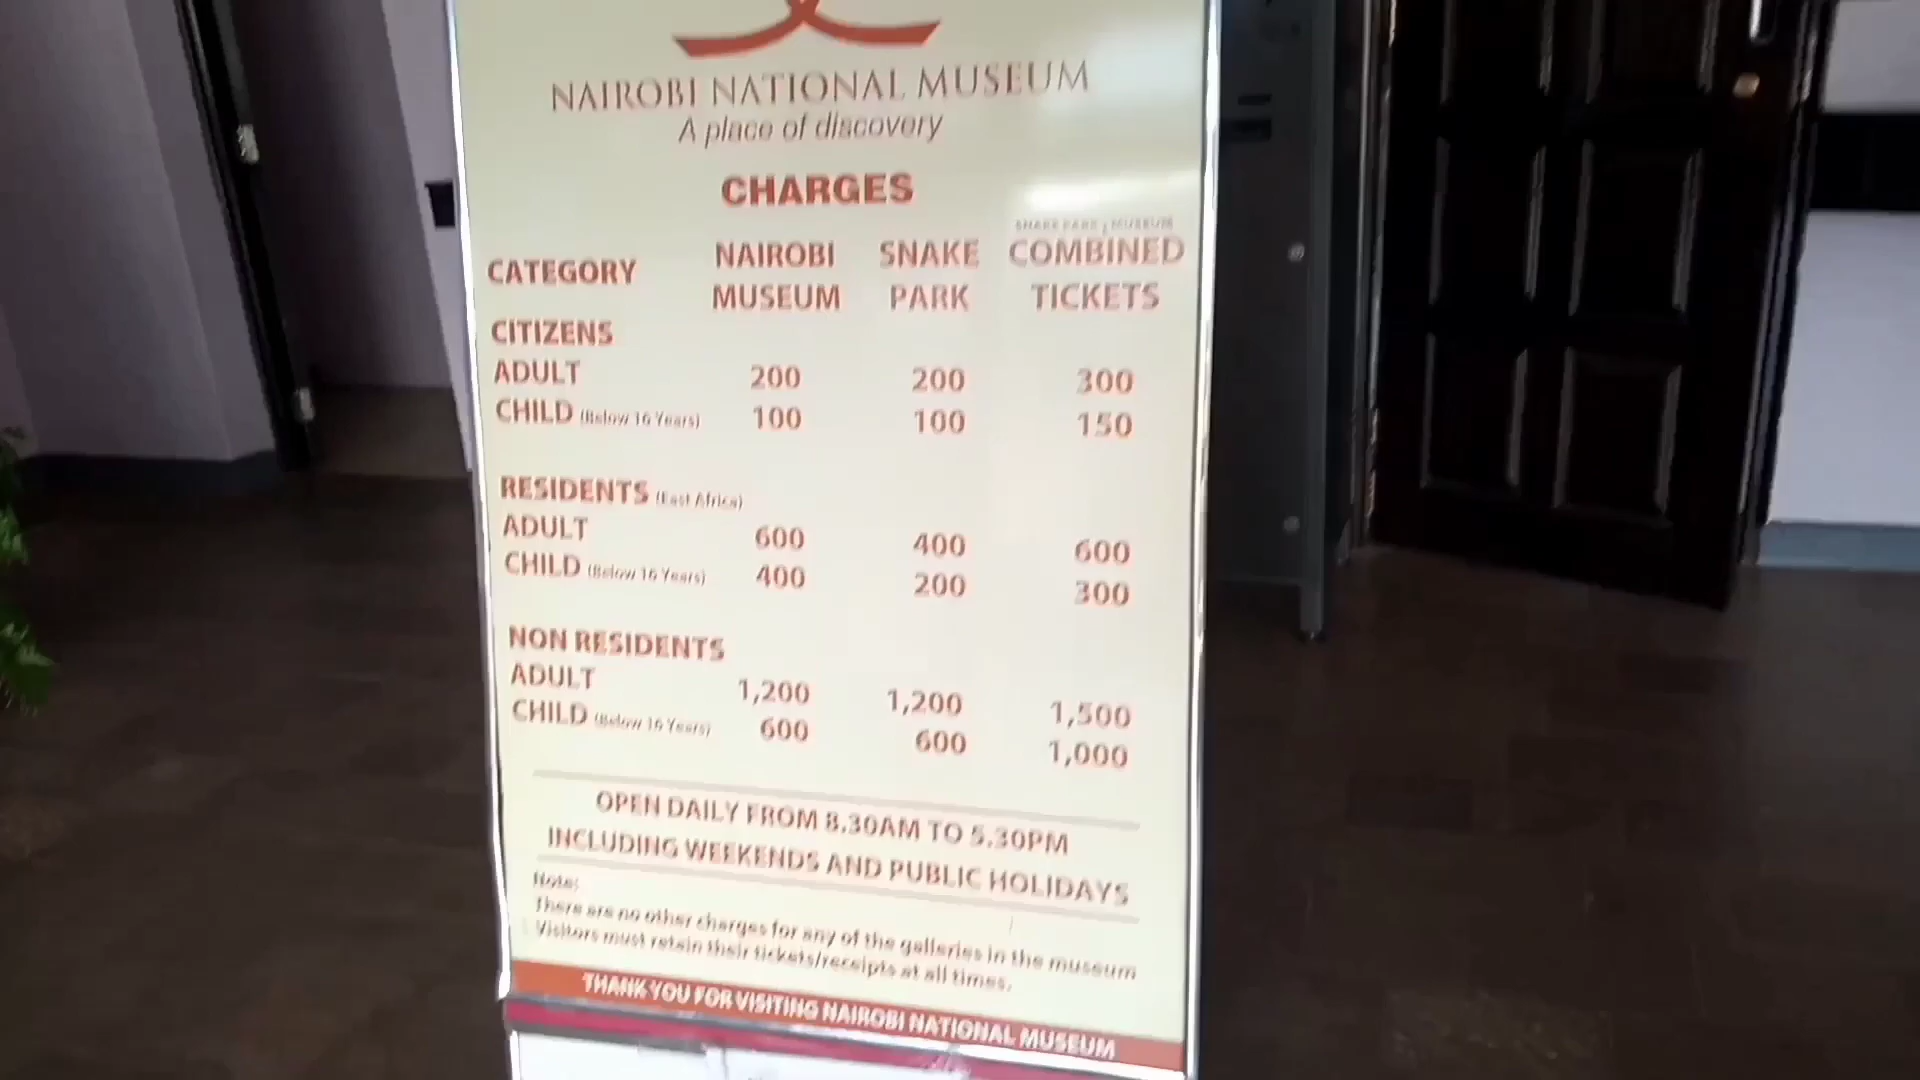 NAIROBI NATIONAL MUSEUM
A place of discovery
CHARGES
SNAKE PARK / MUSEUM
CATEGORY NAIROBI MUSEUM SNAKE PARK COMBINED TICKETS
CITIZENS
ADULT 200 200 300
CHILD (Below 16 Years) 100 100 150
RESIDENTS (East Africa)
ADULT 600 400 600
CHILD (Below 16 Years) 400 200 300
NON RESIDENTS
ADULT 1,200 1,200 1,500
CHILD (Below 16 Years) 600 600 1,000
OPEN DAILY FROM 8.30AM TO 5.30PM
INCLUDING WEEKENDS AND PUBLIC HOLIDAYS
Note:
There are no other charges for any of the galleries in the museum
Visitors must retain their tickets/receipts at all times.
THANK YOU FOR VISITING NAIROBI NATIONAL MUSEUM